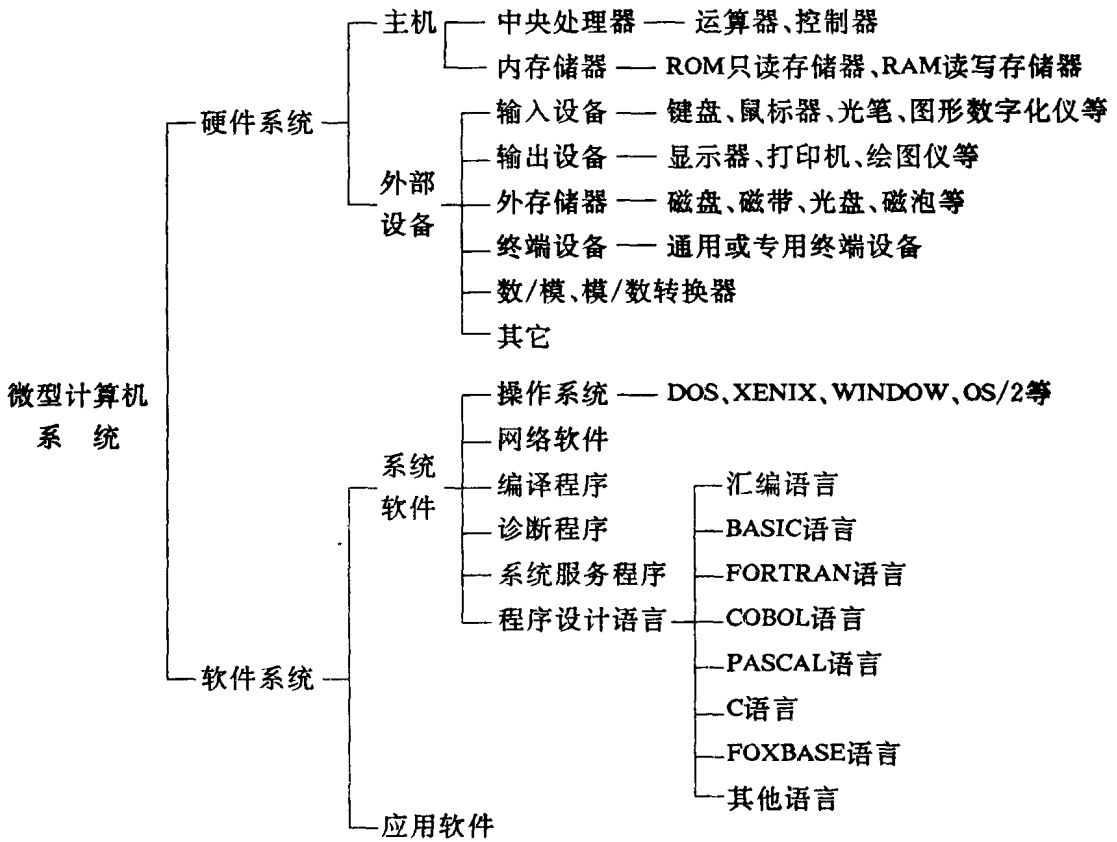 主机
中央处理器
运算器、控制器
内存储器
ROM只读存储器、RAM读写存储器
硬件系统
输入设备
键盘、鼠标器、光笔、图形数字化仪等
输出设备
显示器、打印机、绘图仪等
外部
设备
外存储器
磁盘、磁带、光盘、磁泡等
终端设备
通用或专用终端设备
数/模、模/数转换器
其它
微型计算机
系 统
操作系统
DOS、XENIX、WINDOW、OS/2等
网络软件
系统
软件
编译程序
诊断程序
系统服务程序
程序设计语言
汇编语言
BASIC语言
FORTRAN语言
COBOL语言
PASCAL语言
C语言
FOXBASE语言
其他语言
软件系统
应用软件